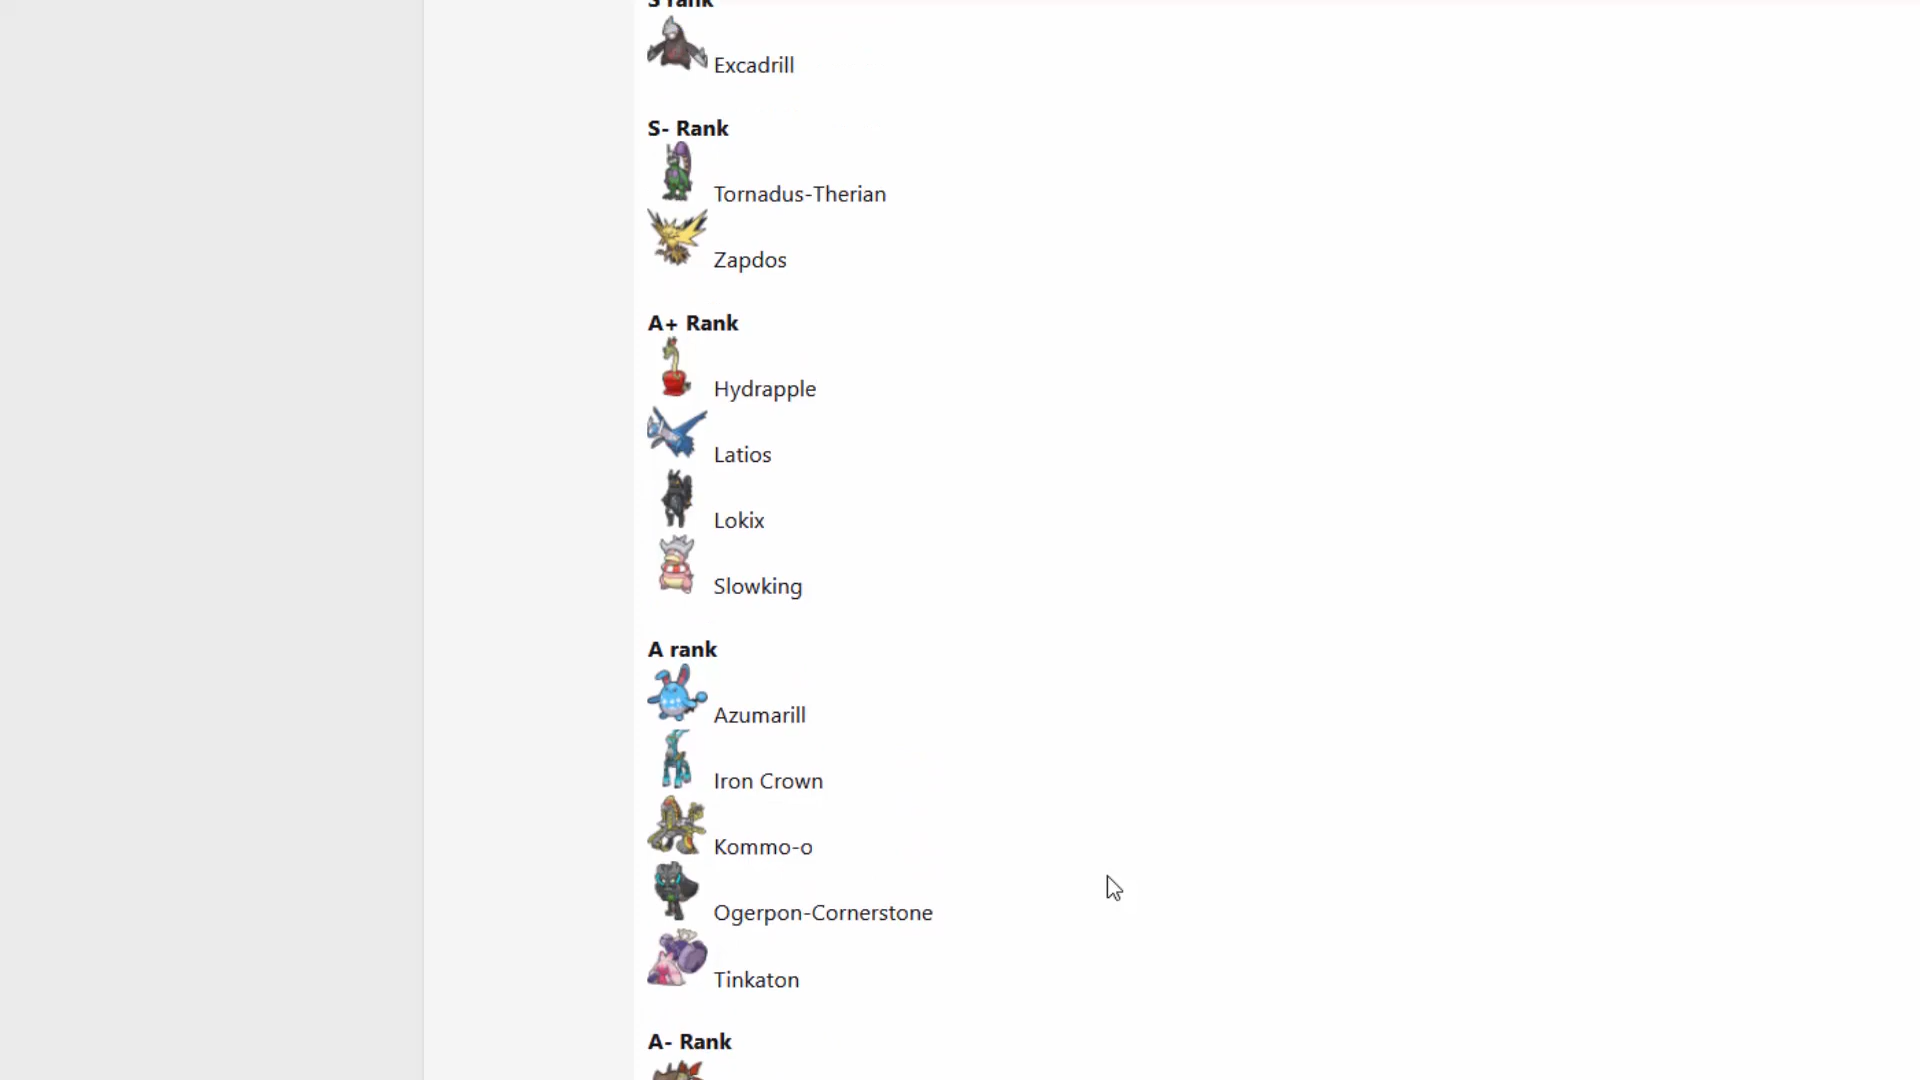 S rank
Excadrill
S- Rank
Tornadus-Therian
Zapdos
A+ Rank
Hydrapple
Latios
Lokix
Slowking
A rank
Azumarill
Iron Crown
Kommo-o
Ogerpon-Cornerstone
Tinkaton
A- Rank